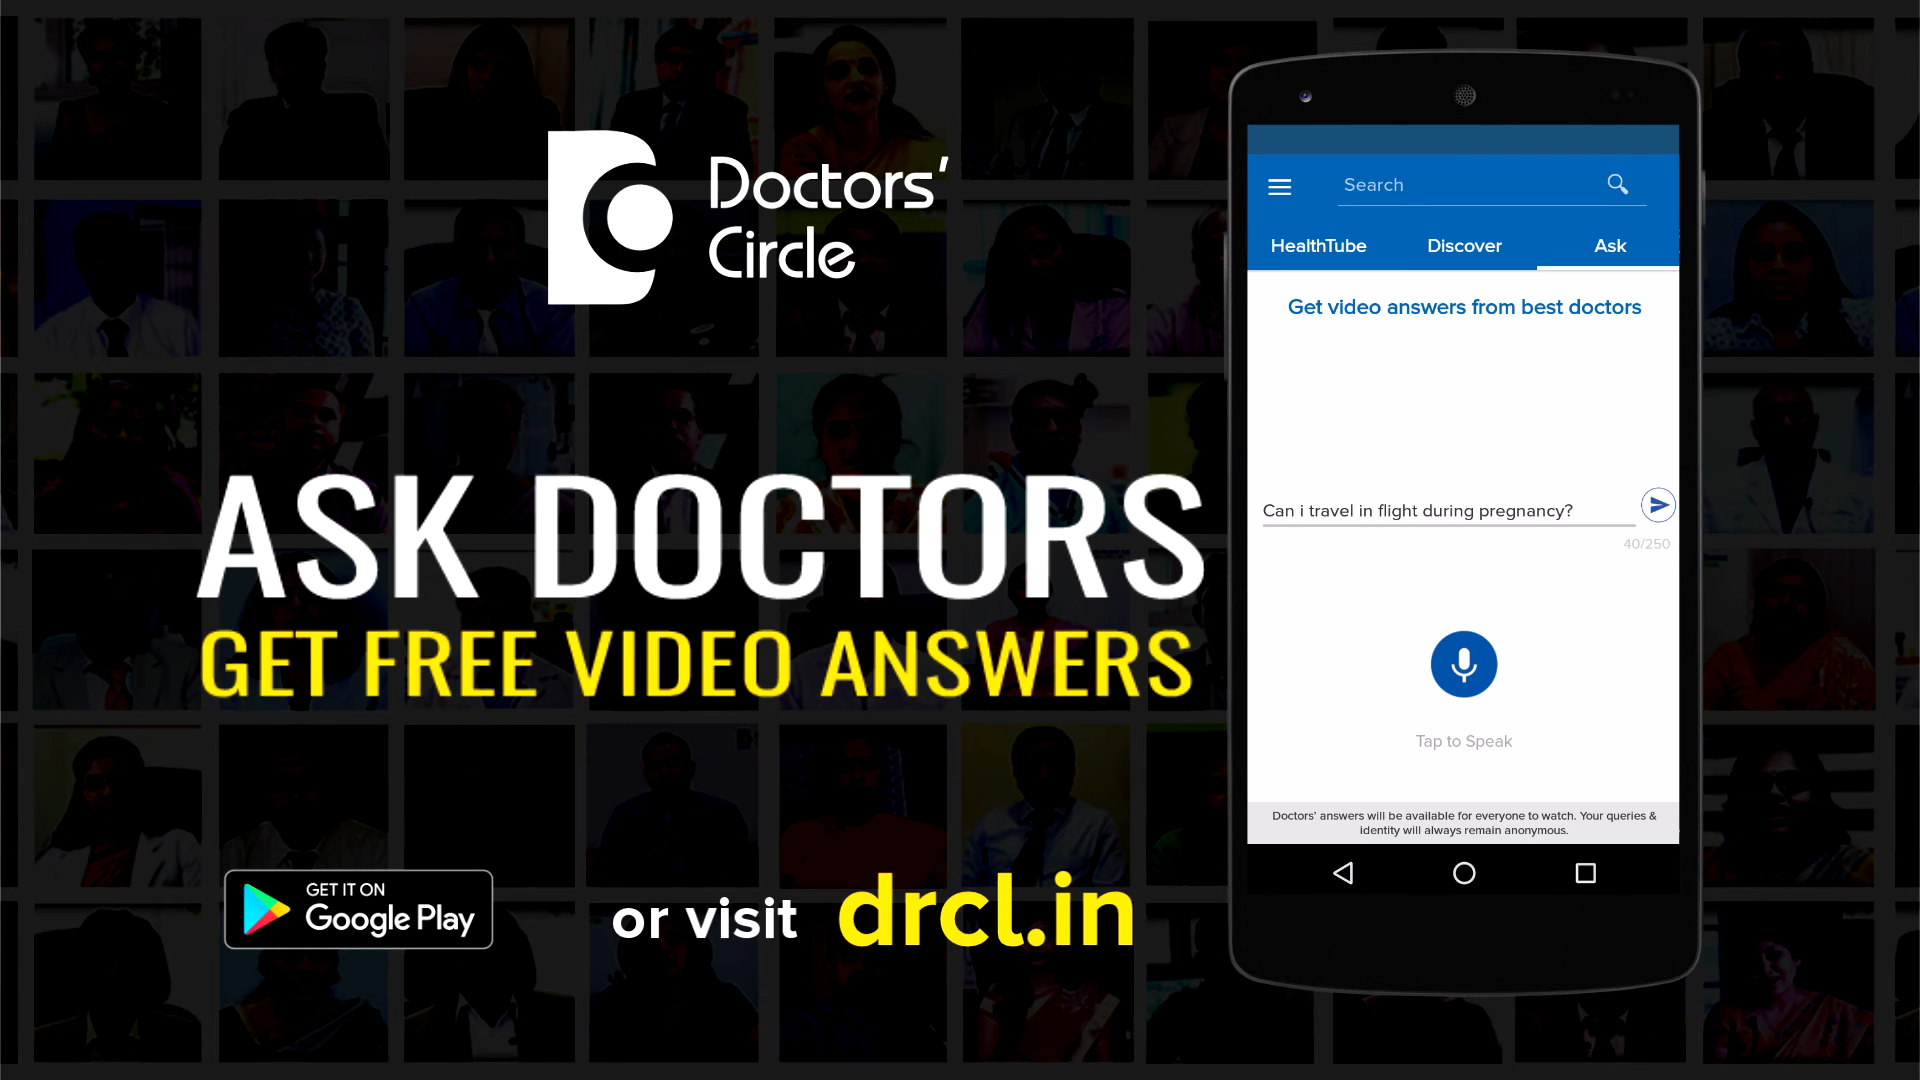 Doctors'
Circle
ASK DOCTORS
GET FREE VIDEO ANSWERS
GET IT ON
Google Play
or visit drcl.in
Search
HealthTube Discover Ask
Get video answers from best doctors
Can i travel in flight during pregnancy?
40/250
Tap to Speak
Doctors' answers will be available for everyone to watch. Your queries &
identity will always remain anonymous.